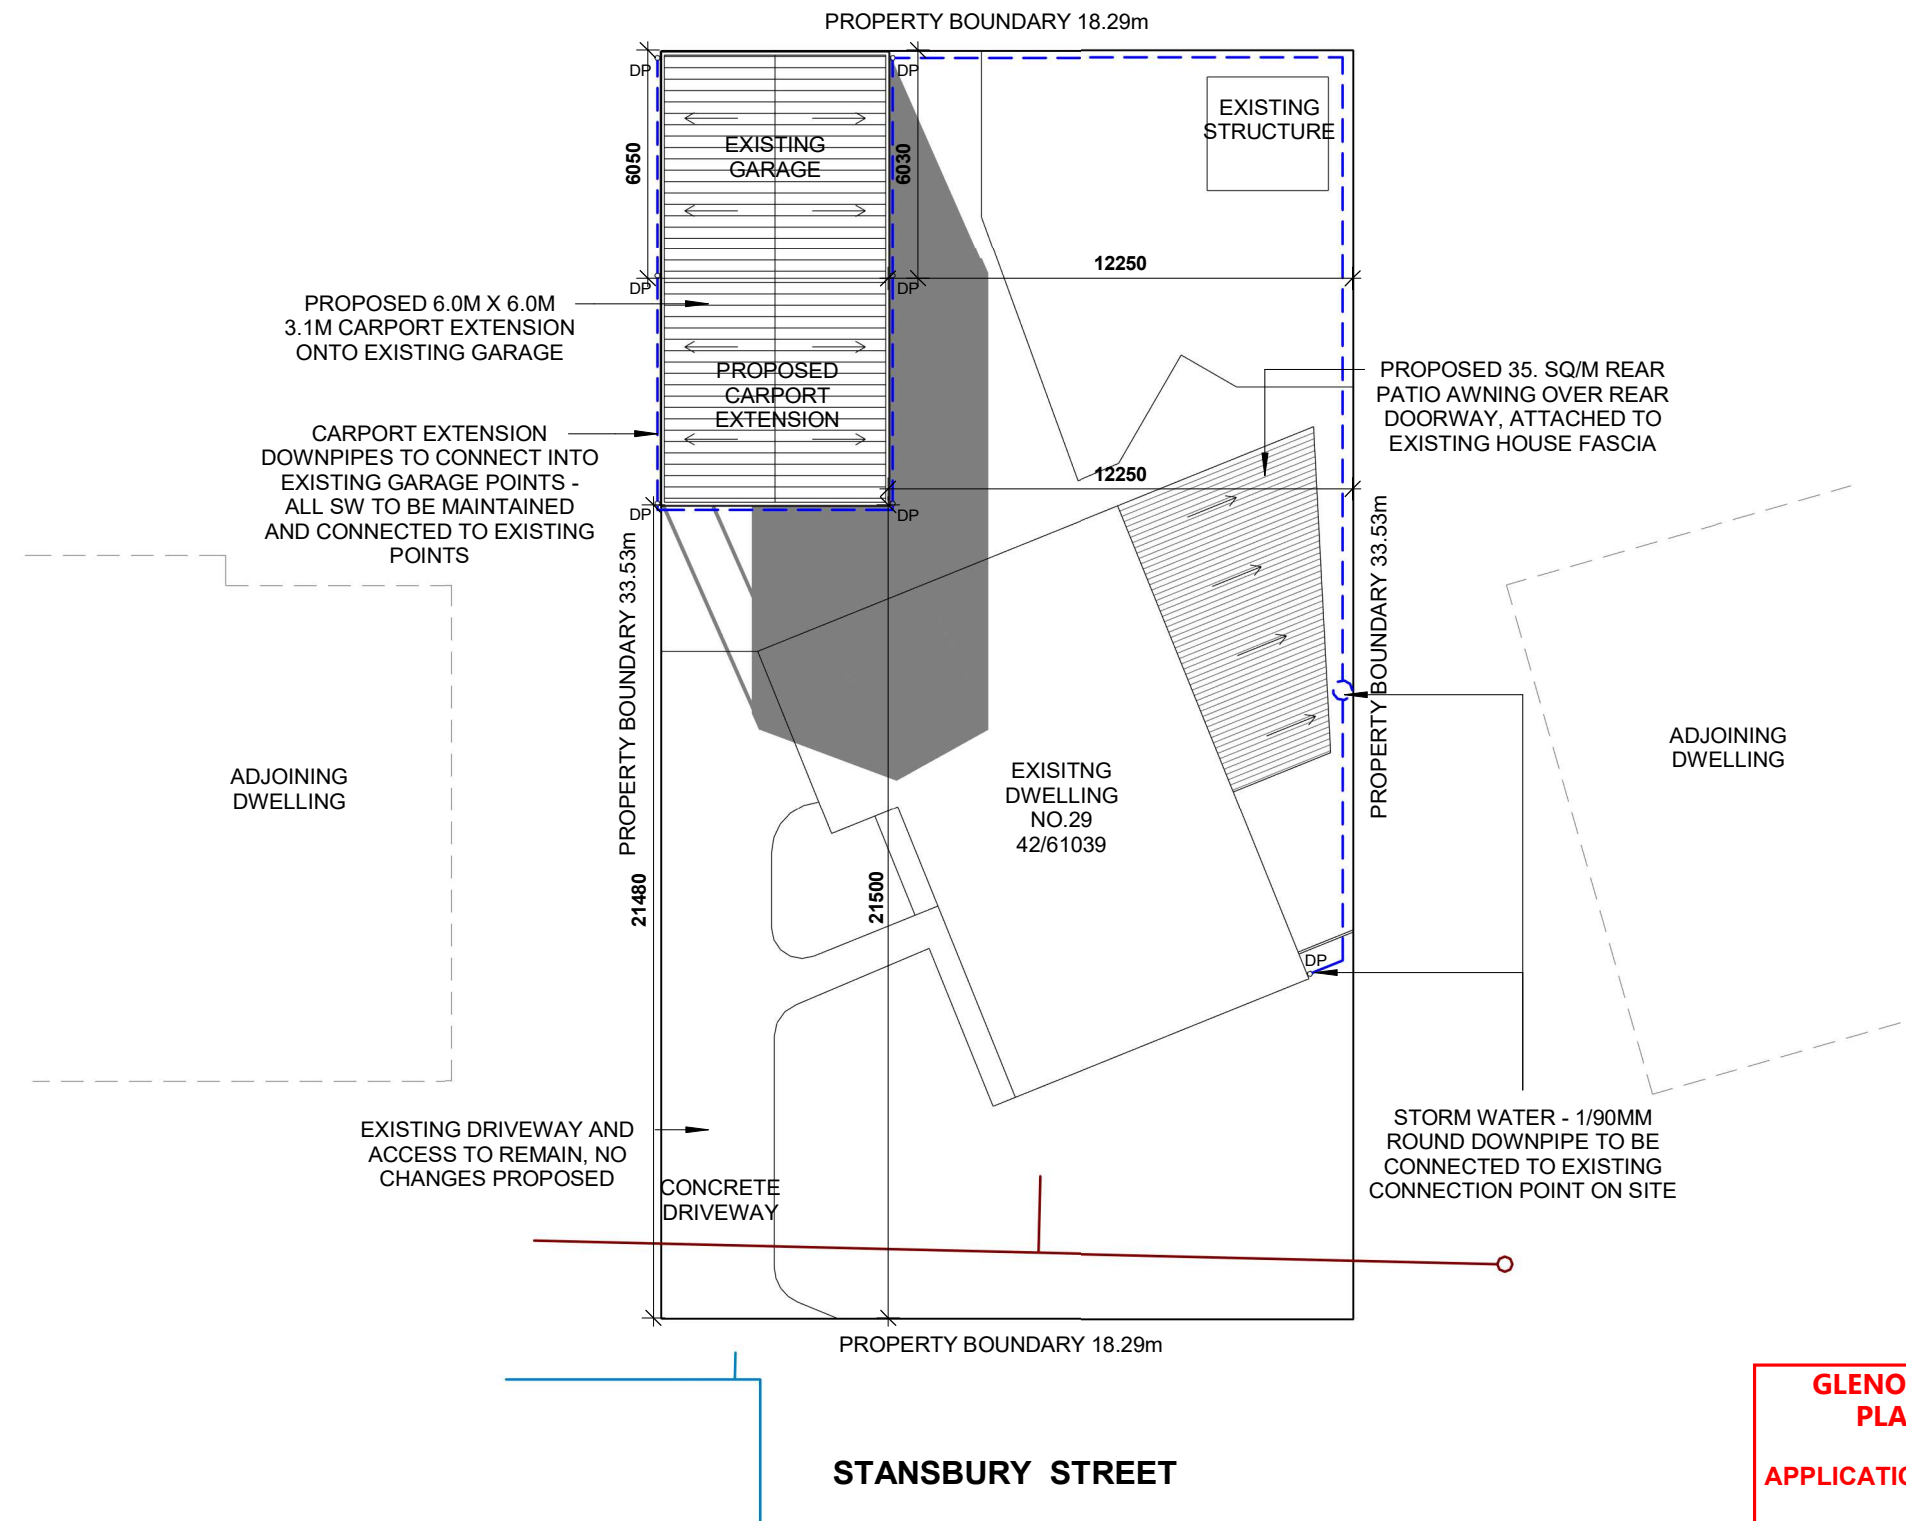 PROPERTY BOUNDARY 18.29m
DP
DP
EXISTING
STRUCTURE
EXISTING
GARAGE
6050
6030
12250
DP
DP
PROPOSED 6.0M X 6.0M
3.1M CARPORT EXTENSION
ONTO EXISTING GARAGE
PROPOSED
CARPORT
EXTENSION
PROPOSED 35. SQ/M REAR
PATIO AWNING OVER REAR
DOORWAY, ATTACHED TO
EXISTING HOUSE FASCIA
CARPORT EXTENSION
DOWNPIPES TO CONNECT INTO
EXISTING GARAGE POINTS -
ALL SW TO BE MAINTAINED
AND CONNECTED TO EXISTING
POINTS
12250
DP
DP
PROPERTY BOUNDARY 33.53m
PROPERTY BOUNDARY 33.53m
ADJOINING
DWELLING
ADJOINING
DWELLING
EXISITNG
DWELLING
NO.29
42/61039
21480
21500
DP
EXISTING DRIVEWAY AND
ACCESS TO REMAIN, NO
CHANGES PROPOSED
CONCRETE
DRIVEWAY
STORM WATER - 1/90MM
ROUND DOWNPIPE TO BE
CONNECTED TO EXISTING
CONNECTION POINT ON SITE
PROPERTY BOUNDARY 18.29m
STANSBURY STREET
GLENO
PLA